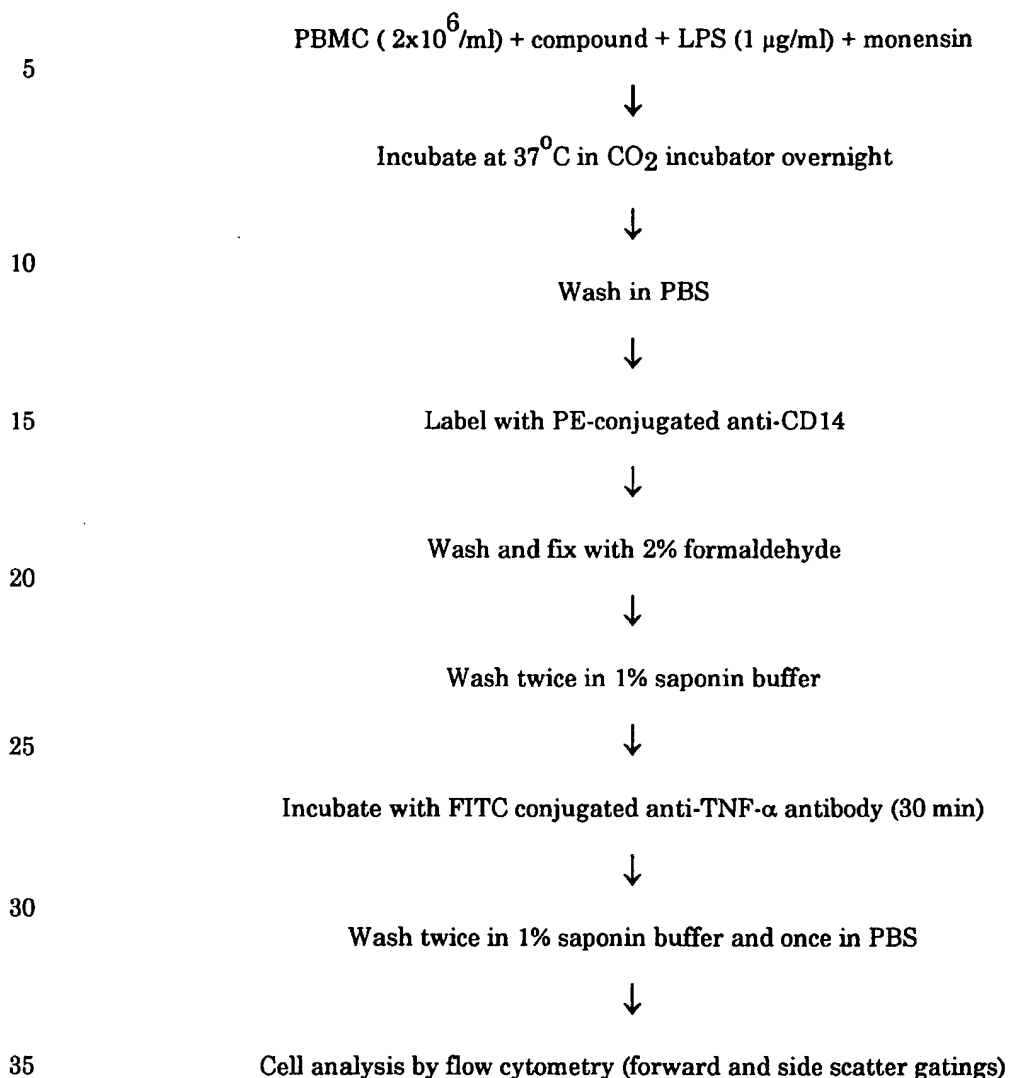 PBMC ( 2x10⁶/ml) + compound + LPS (1 µg/ml) + monensin
5
↓
Incubate at 37⁰C in CO₂ incubator overnight
↓
10
Wash in PBS
↓
15 Label with PE-conjugated anti-CD14
↓
Wash and fix with 2% formaldehyde
20
↓
Wash twice in 1% saponin buffer
25
↓
Incubate with FITC conjugated anti-TNF-α antibody (30 min)
↓
30
Wash twice in 1% saponin buffer and once in PBS
↓
35 Cell analysis by flow cytometry (forward and side scatter gatings)